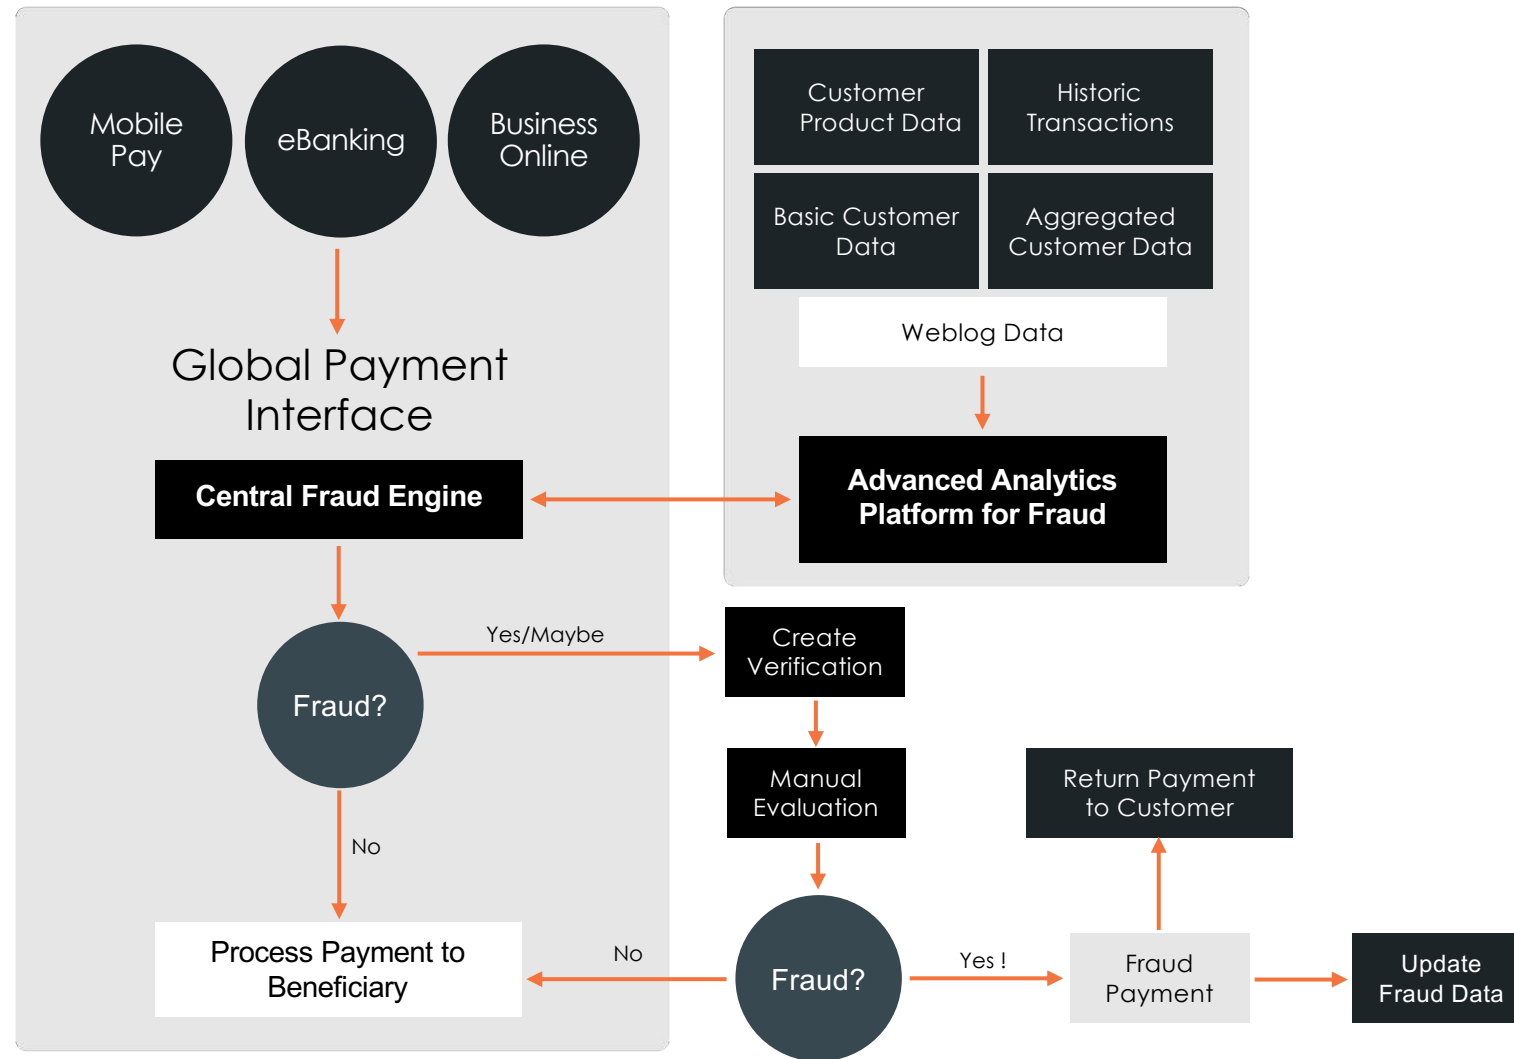 Mobile
Pay
eBanking
Business
Online
Global Payment
Interface
Central Fraud Engine
Customer
Product Data
Historic
Transactions
Basic Customer
Data
Aggregated
Customer Data
Weblog Data
Advanced Analytics
Platform for Fraud
Fraud?
Yes/Maybe
Create
Verification
Manual
Evaluation
No
Process Payment to
Beneficiary
No
Fraud?
Yes !
Fraud
Payment
Return Payment
to Customer
Update
Fraud Data